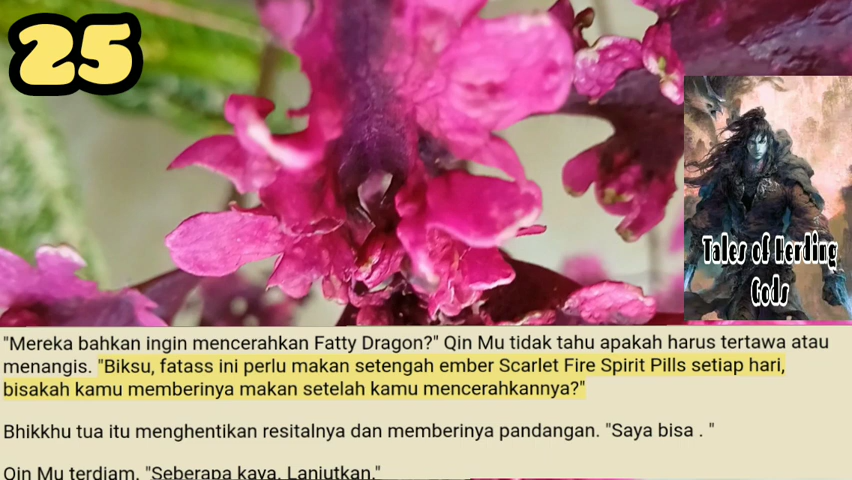 25
Tales of Herding
Gods
"Mereka bahkan ingin mencerahkan Fatty Dragon?" Qin Mu tidak tahu apakah harus tertawa atau
menangis. "Biksu, fatass ini perlu makan setengah ember Scarlet Fire Spirit Pills setiap hari,
bisakah kamu memberinya makan setelah kamu mencerahkannya?"
Bhikkhu tua itu menghentikan resitalnya dan memberinya pandangan. "Saya bisa . "
Qin Mu terdiam. "Seberapa kaya. Lanjutkan."